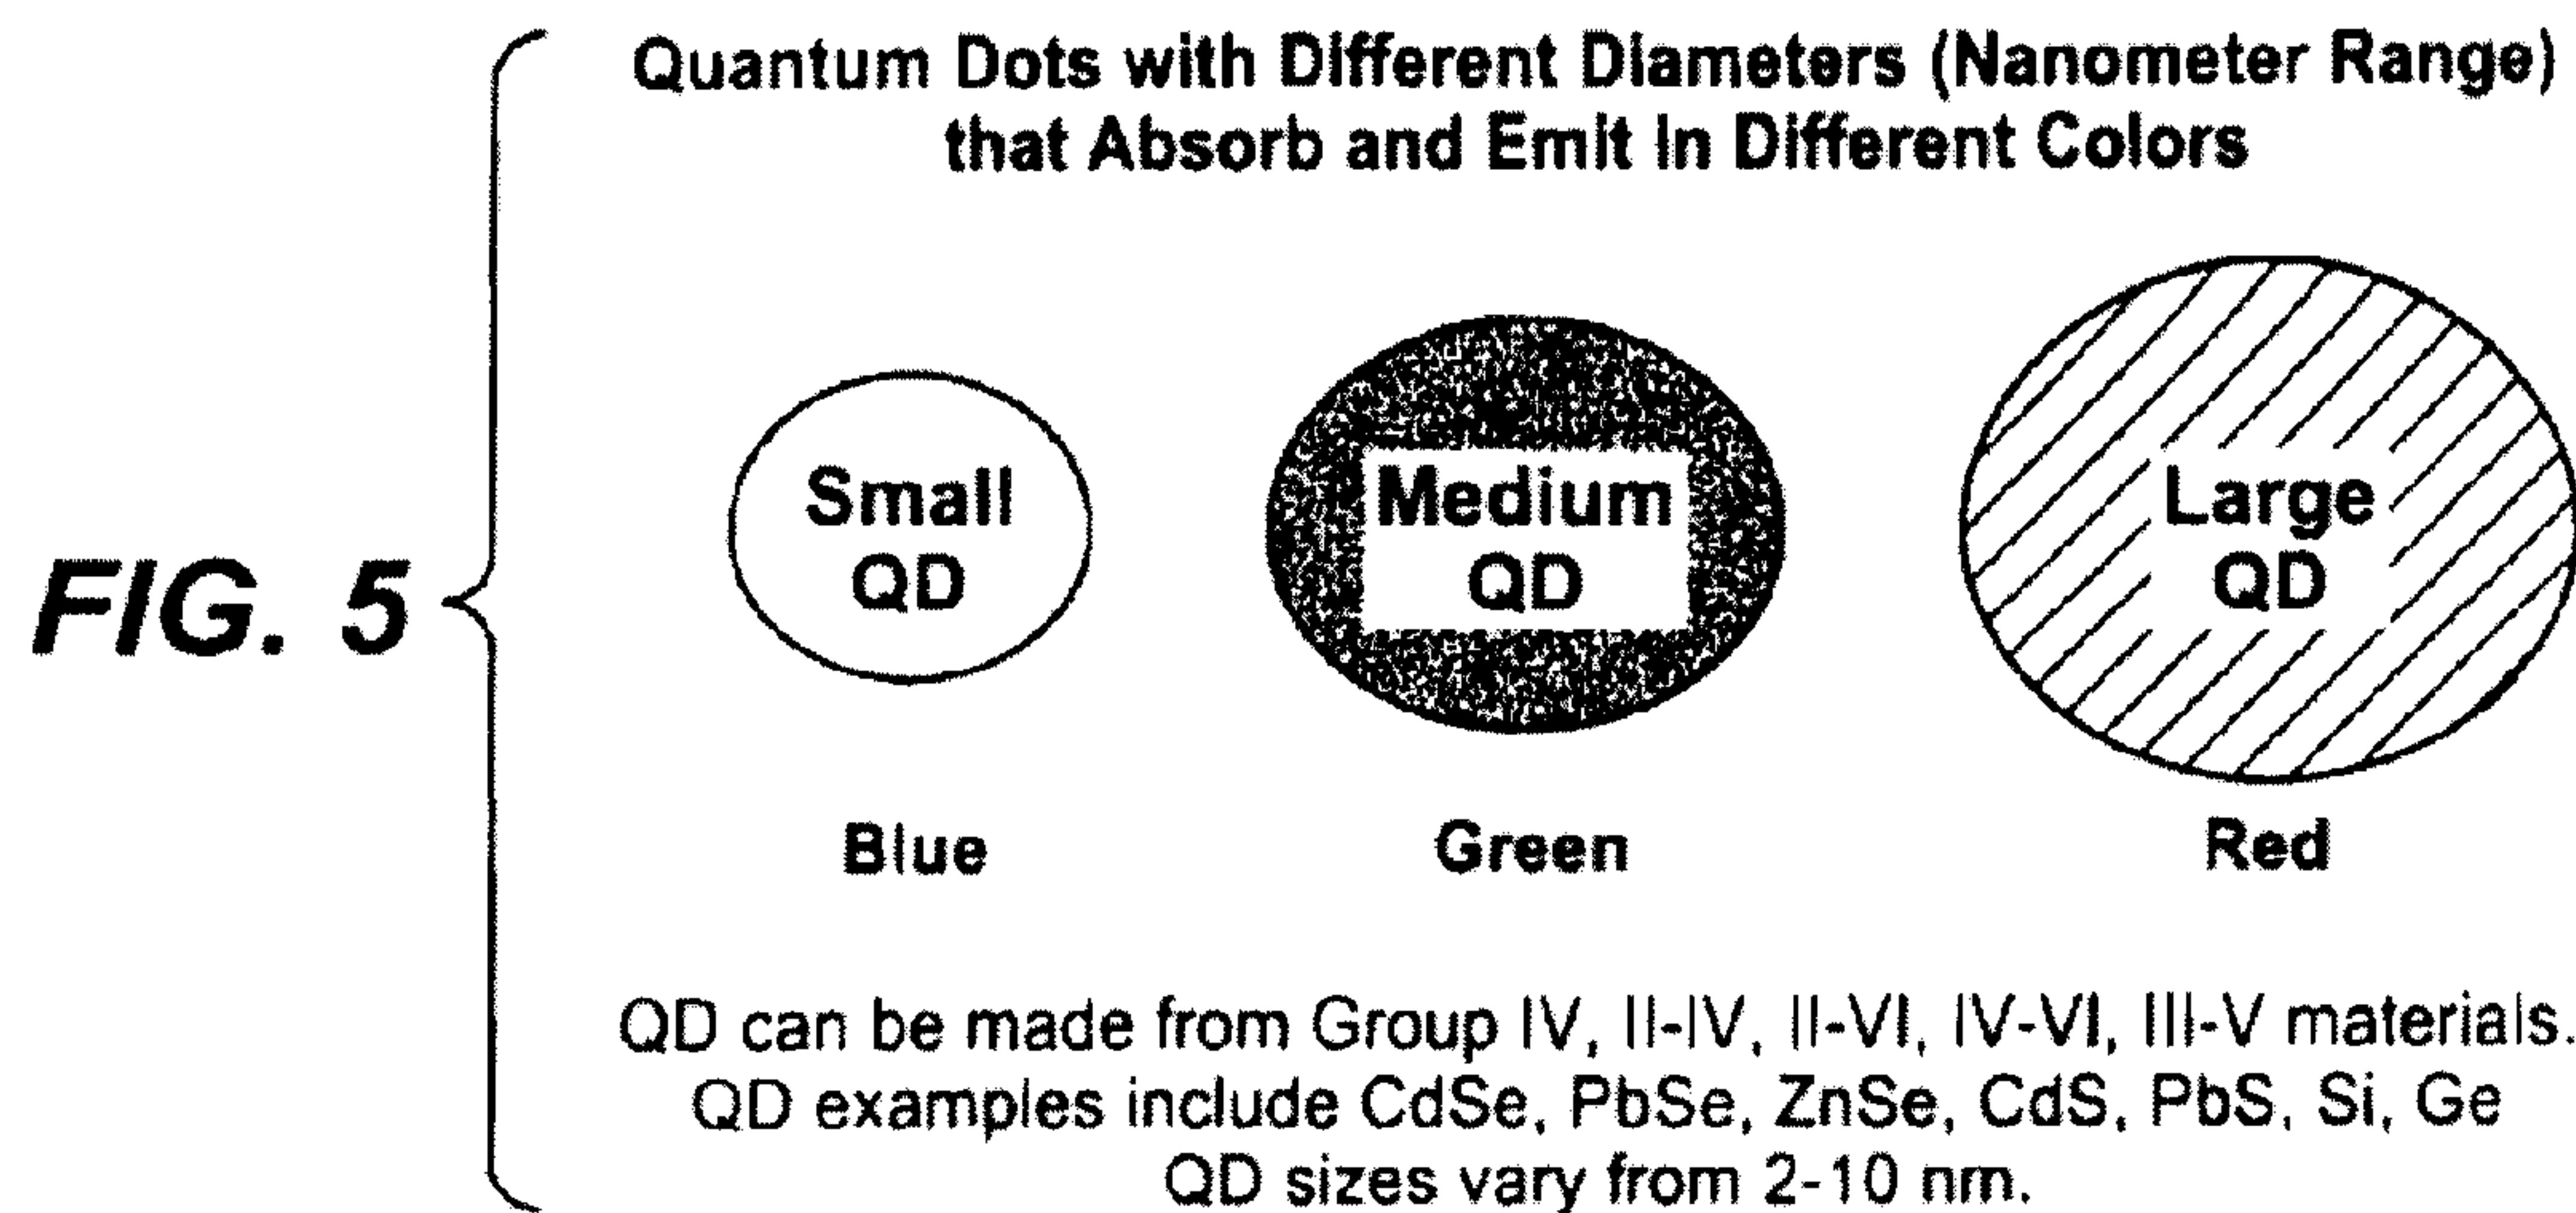 Quantum Dots with Different Diameters (Nanometer Range)
that Absorb and Emit In Different Colors
FIG. 5
Small
QD
Medium
QD
Large
QD
Blue
Green
Red
QD can be made from Group IV, II-IV, II-VI, IV-VI, III-V materials.
QD examples include CdSe, PbSe, ZnSe, CdS, PbS, Si, Ge
QD sizes vary from 2-10 nm.